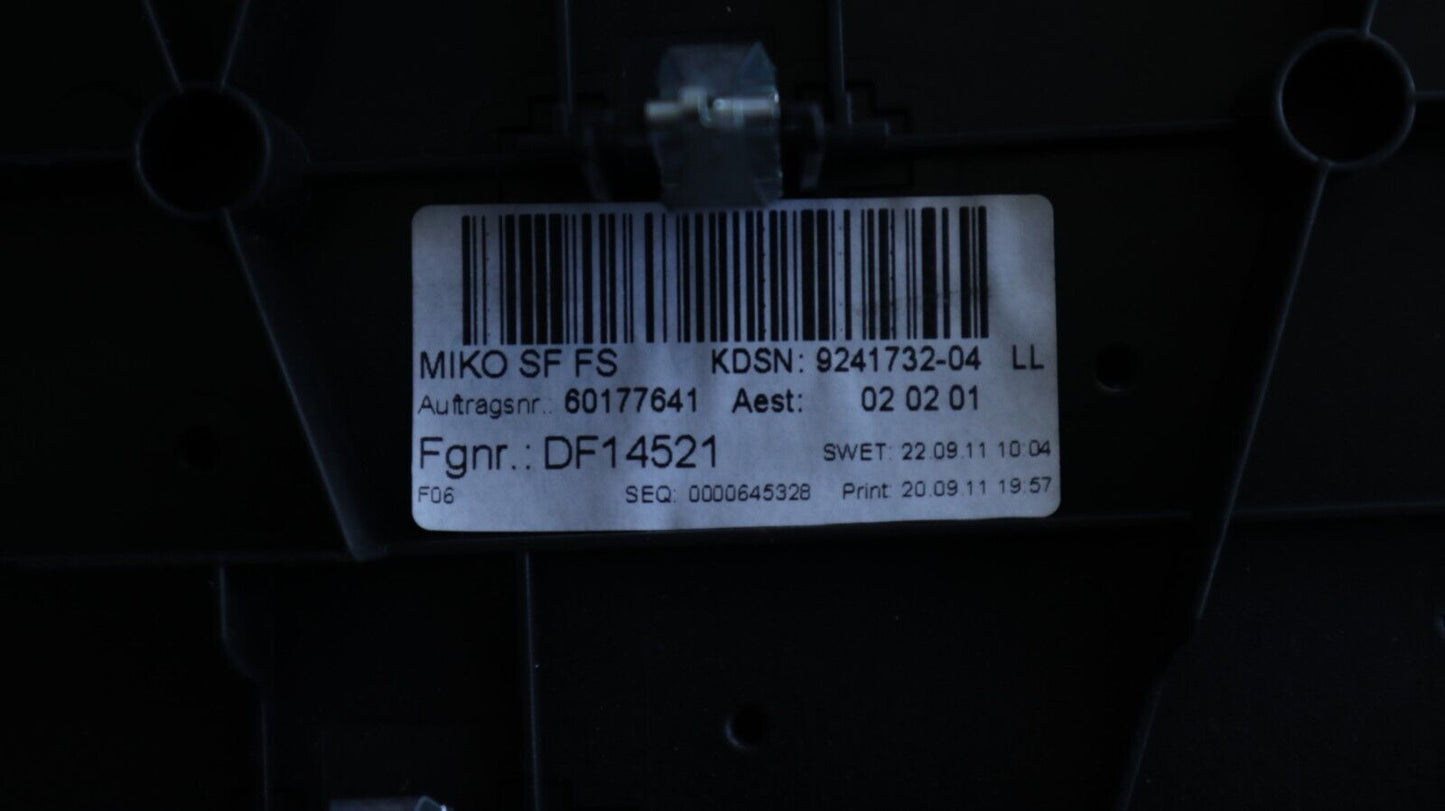 MIKO SF FS KDSN: 9241732-04 LL
Auftragsnr.: 60177641 Aest: 02 02 01
Fgnr.: DF14521 SWET: 22.09.11 10:04
F06 SEQ: 0000645328 Print: 20.09.11 19:57